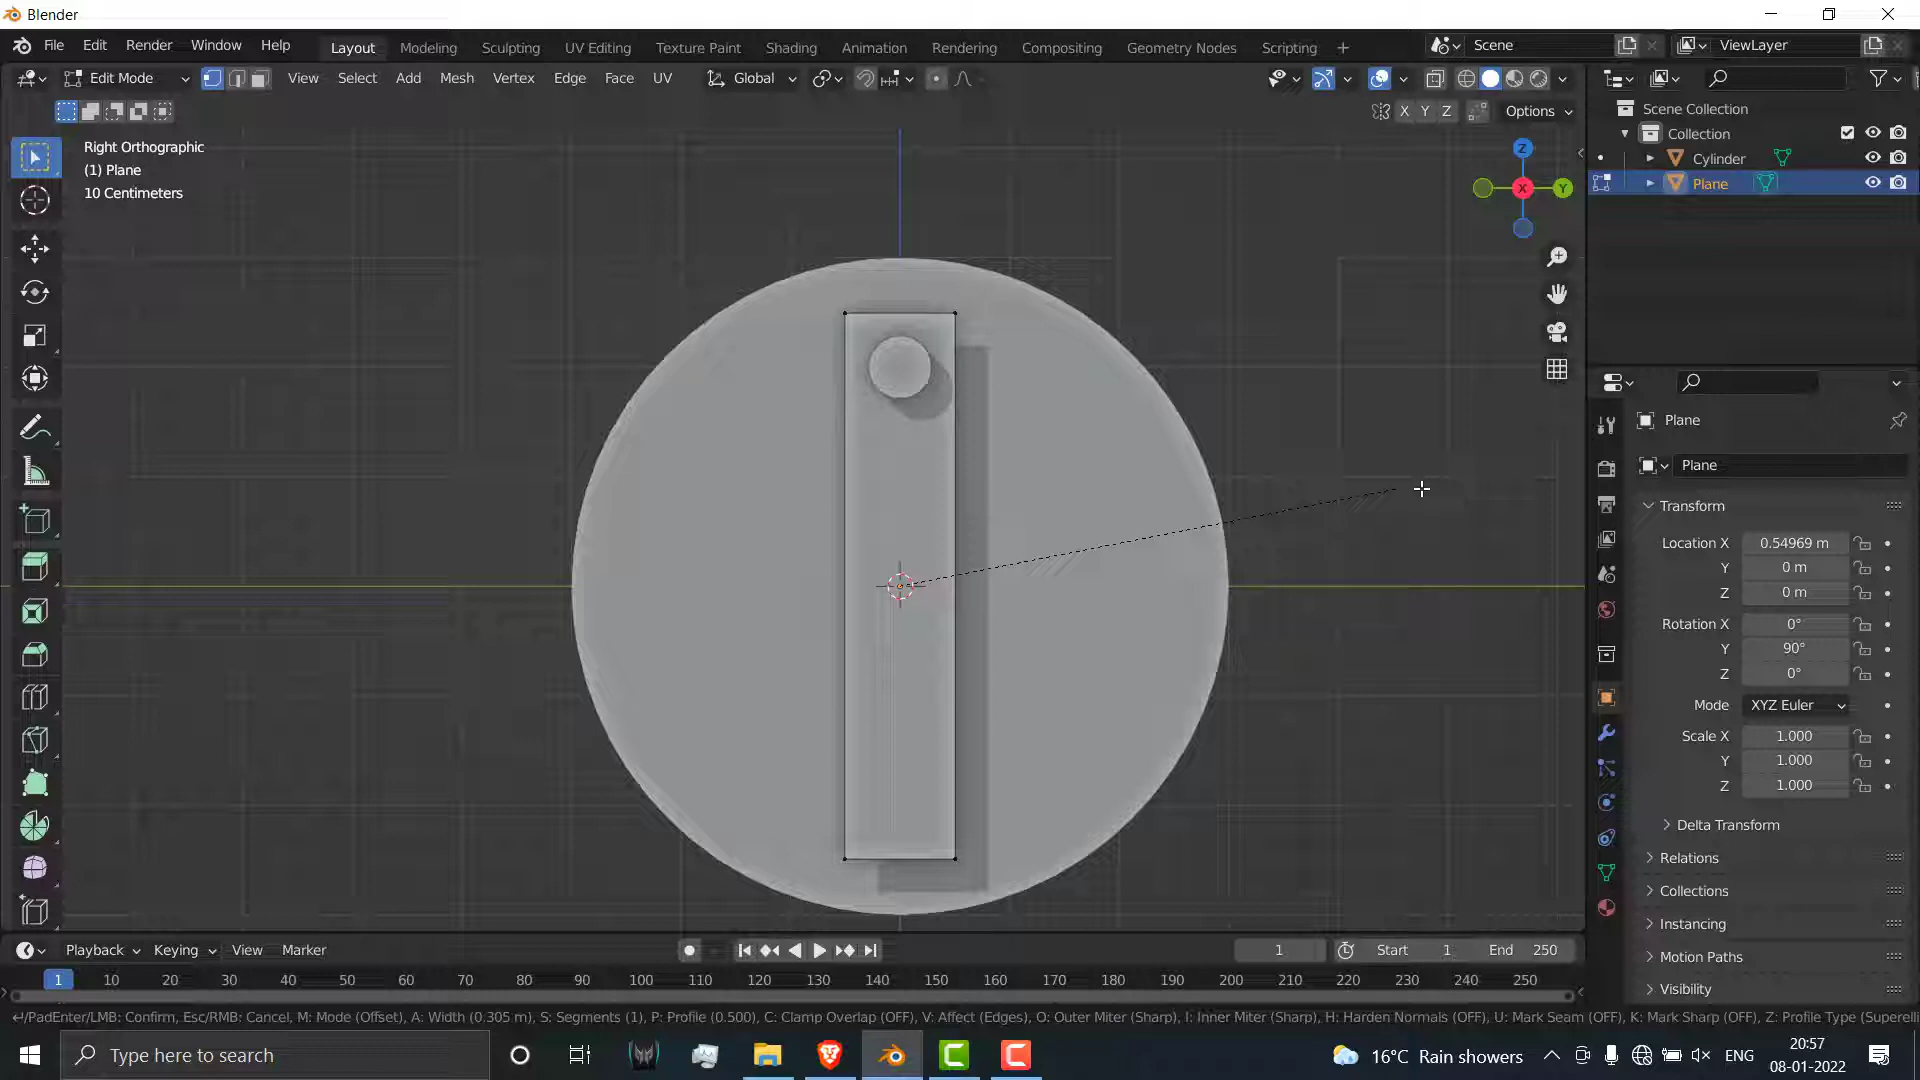 Blender
File Edit Render Window Help Layout Modeling Sculpting UV Editing Texture Paint Shading Animation Rendering Compositing Geometry Nodes Scripting + Scene ViewLayer
Edit Mode View Select Add Mesh Vertex Edge Face UV Global
X Y Z Options
Right Orthographic
(1) Plane
10 Centimeters
Z
X
Y
Scene Collection
Collection
Cylinder
Plane
Plane
Plane
Transform
Location X 0.54969 m
Y 0 m
Z 0 m
Rotation X 0°
Y 90°
Z 0°
Mode XYZ Euler
Scale X 1.000
Y 1.000
Z 1.000
Delta Transform
Relations
Collections
Instancing
Motion Paths
Visibility
Playback Keying View Marker 1 Start 1 End 250
1 10 20 30 40 50 60 70 80 90 100 110 120 130 140 150 160 170 180 190 200 210 220 230 240 250
/PadEnter/LMB: Confirm, Esc/RMB: Cancel, M: Mode (Offset), A: Width (0.305 m), S: Segments (1), P: Profile (0.500), C: Clamp Overlap (OFF), V: Affect (Edges), O: Outer Miter (Sharp), I: Inner Miter (Sharp), H: Harden Normals (OFF), U: Mark Seam (OFF), K: Mark Sharp (OFF), Z: Profile Type (Superelli
Type here to search
16°C Rain showers
ENG
20:57
08-01-2022